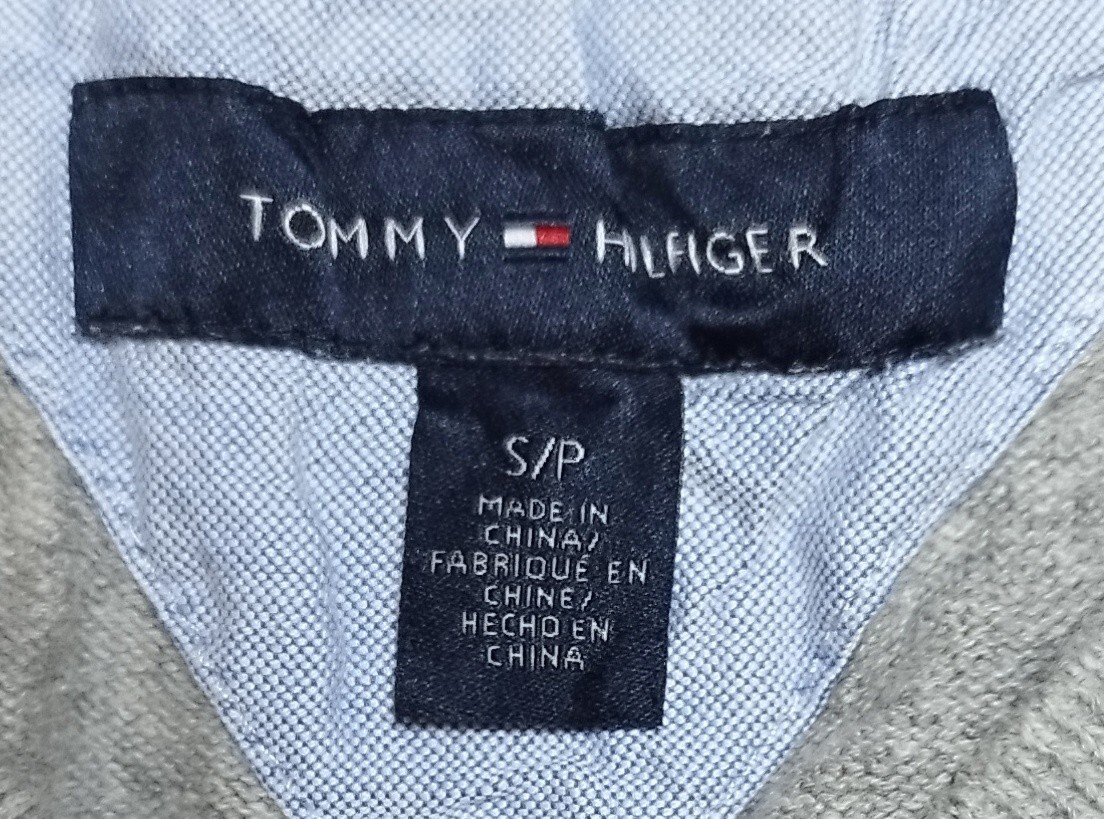 TOMMY HILFIGER
S/P
MADE IN
CHINA/
FABRIQUÉ EN
CHINE/
HECHO EN
CHINA